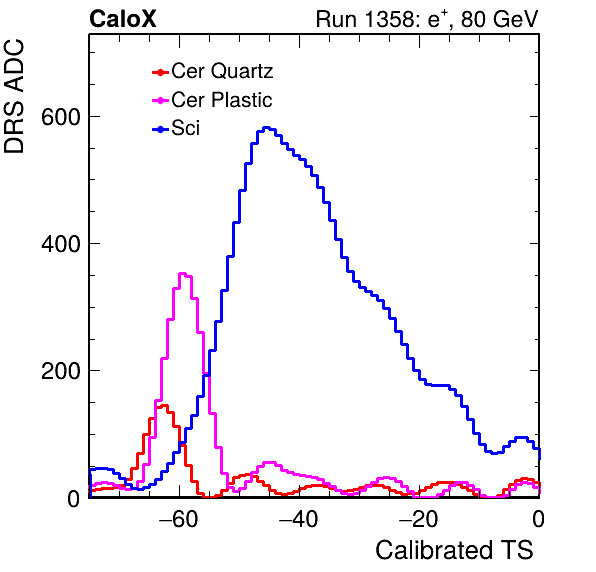 CaloX Run 1358: e⁺, 80 GeV
DRS ADC
Cer Quartz
Cer Plastic
Sci
600
400
200
0
−60 −40 −20 0
Calibrated TS